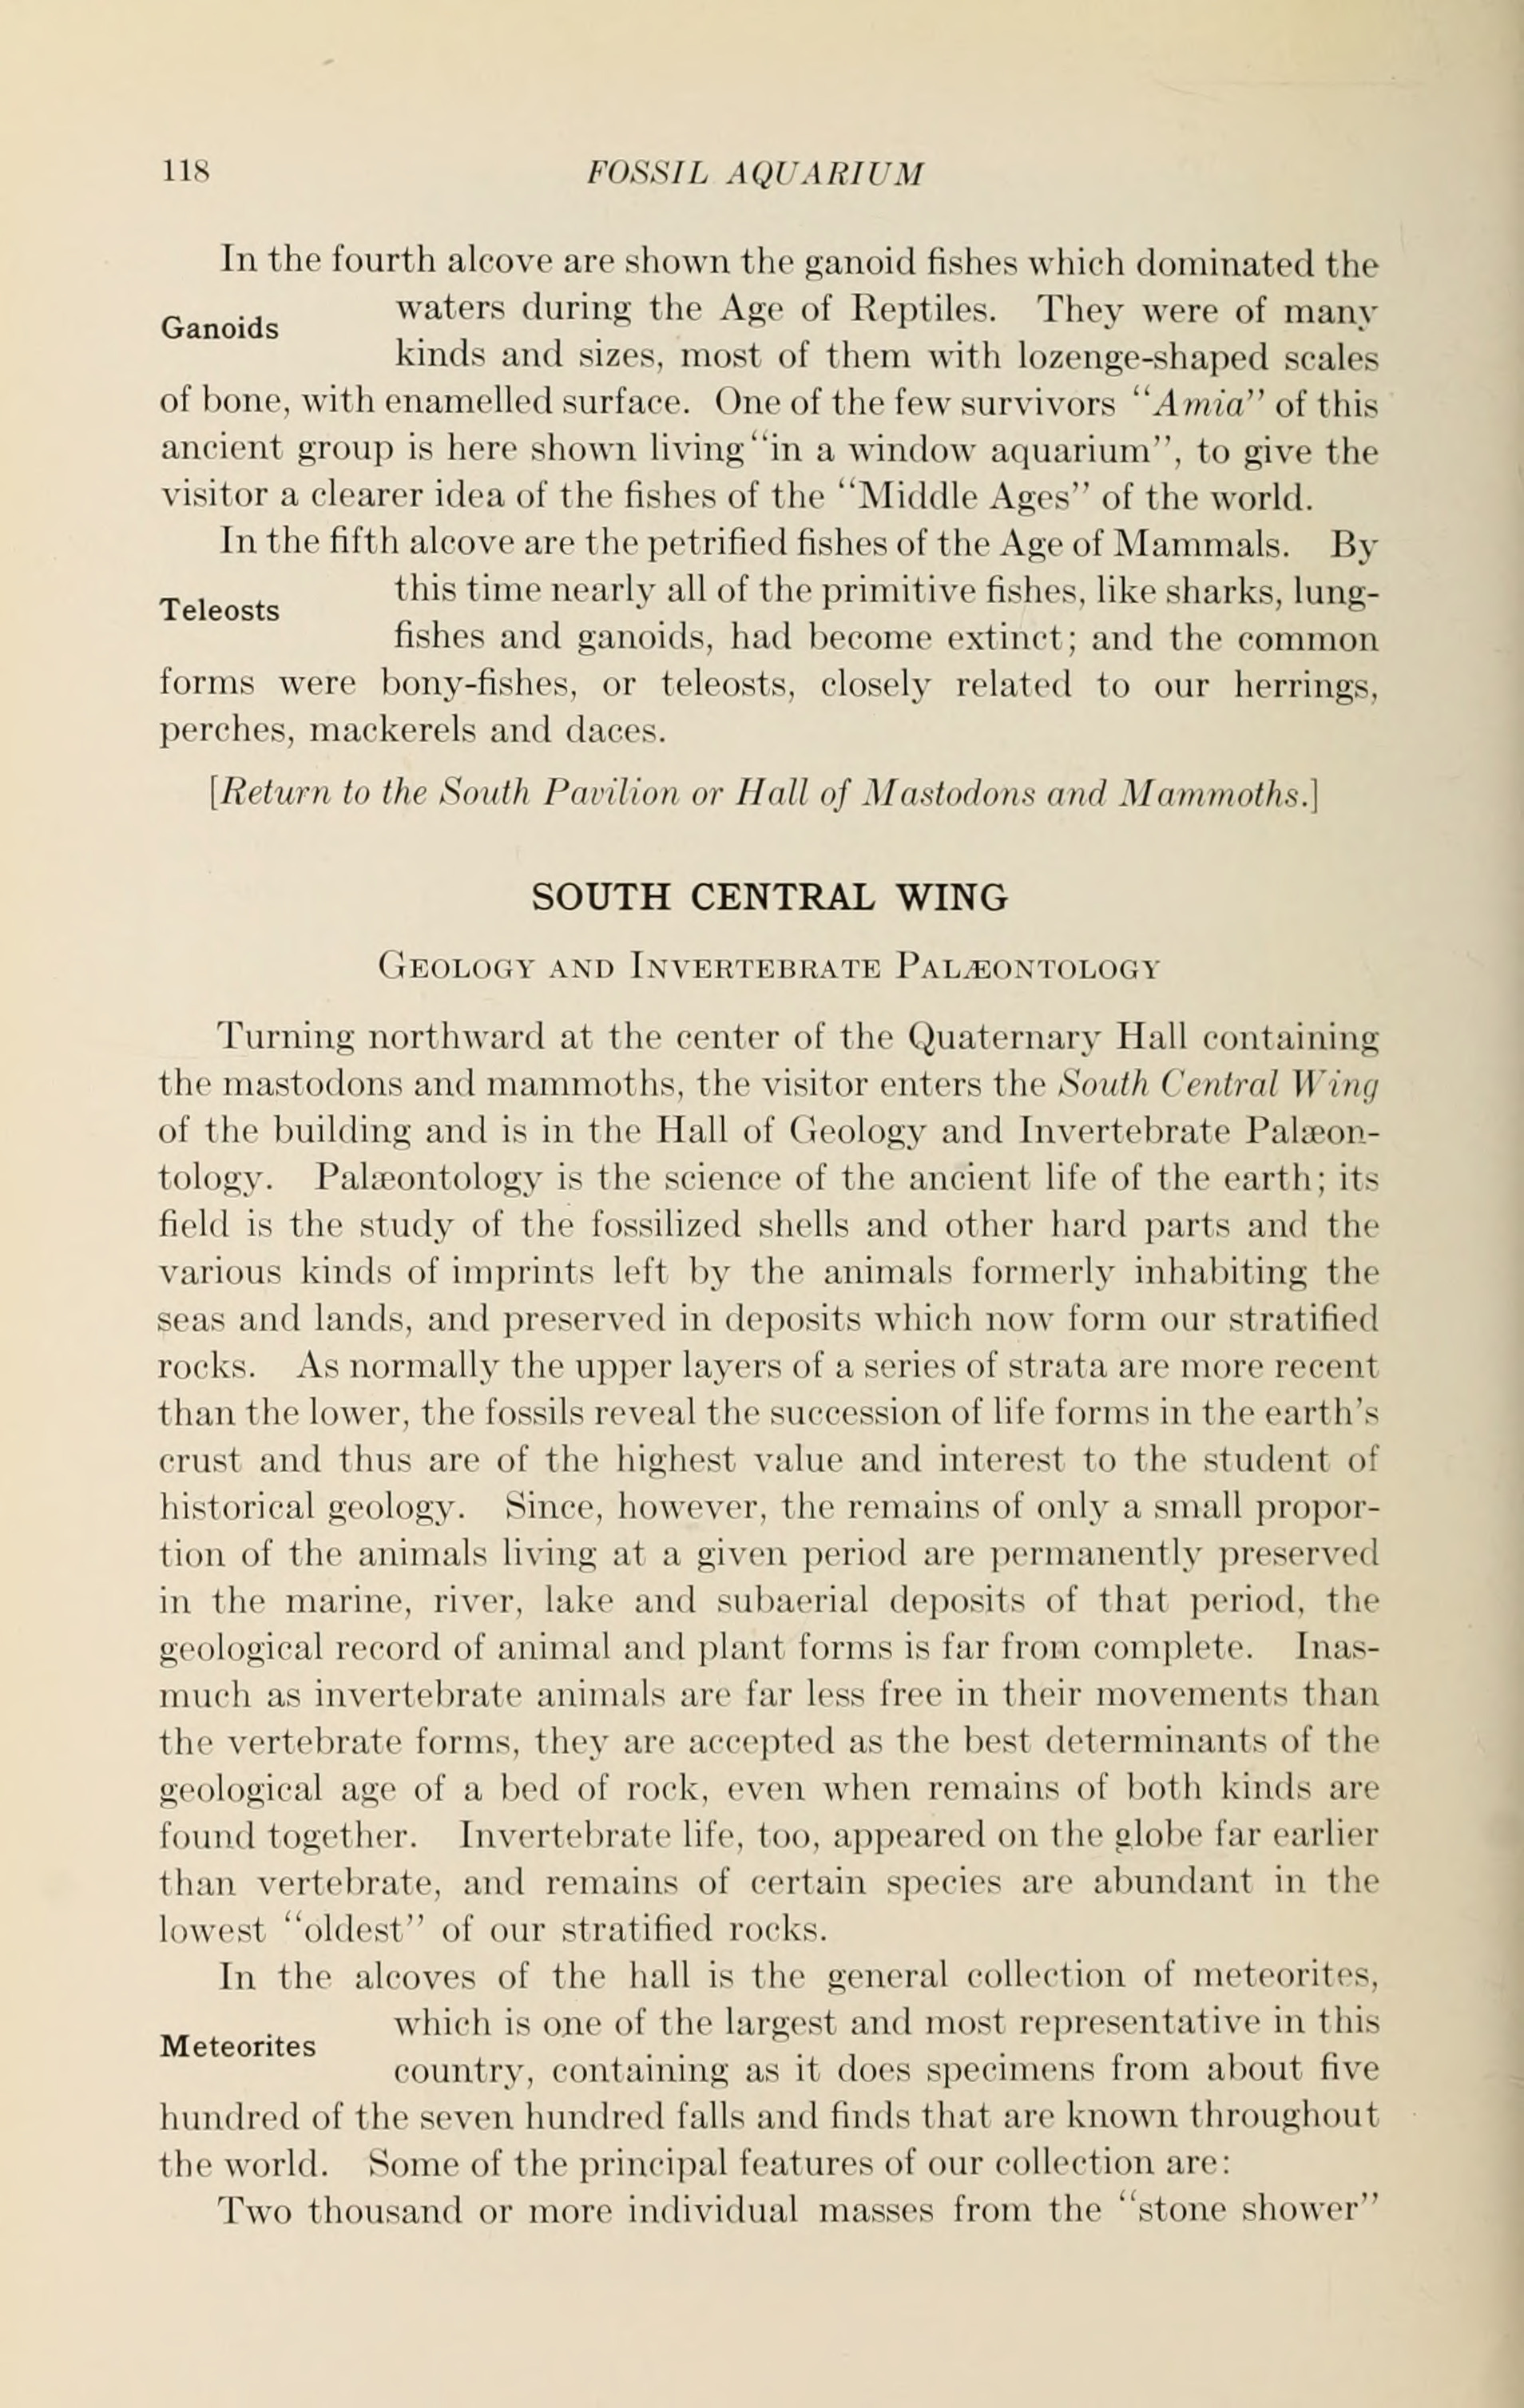 118 FOSSIL AQUARIUM
In the fourth alcove are shown the ganoid fishes which dominated the
Ganoids
waters during the Age of Reptiles. They were of many
kinds and sizes, most of them with lozenge-shaped scales
of bone, with enamelled surface. One of the few survivors “Amia” of this
ancient group is here shown living “in a window aquarium”, to give the
visitor a clearer idea of the fishes of the “Middle Ages” of the world.
In the fifth alcove are the petrified fishes of the Age of Mammals. By
Teleosts
this time nearly all of the primitive fishes, like sharks, lung-
fishes and ganoids, had become extinct; and the common
forms were bony-fishes, or teleosts, closely related to our herrings,
perches, mackerels and daces.
[Return to the South Pavilion or Hall of Mastodons and Mammoths.]
SOUTH CENTRAL WING
Geology and Invertebrate Palæontology
Turning northward at the center of the Quaternary Hall containing
the mastodons and mammoths, the visitor enters the South Central Wing
of the building and is in the Hall of Geology and Invertebrate Palæon-
tology. Palæontology is the science of the ancient life of the earth; its
field is the study of the fossilized shells and other hard parts and the
various kinds of imprints left by the animals formerly inhabiting the
seas and lands, and preserved in deposits which now form our stratified
rocks. As normally the upper layers of a series of strata are more recent
than the lower, the fossils reveal the succession of life forms in the earth’s
crust and thus are of the highest value and interest to the student of
historical geology. Since, however, the remains of only a small propor-
tion of the animals living at a given period are permanently preserved
in the marine, river, lake and subaerial deposits of that period, the
geological record of animal and plant forms is far from complete. Inas-
much as invertebrate animals are far less free in their movements than
the vertebrate forms, they are accepted as the best determinants of the
geological age of a bed of rock, even when remains of both kinds are
found together. Invertebrate life, too, appeared on the globe far earlier
than vertebrate, and remains of certain species are abundant in the
lowest “oldest” of our stratified rocks.
In the alcoves of the hall is the general collection of meteorites,
Meteorites
which is one of the largest and most representative in this
country, containing as it does specimens from about five
hundred of the seven hundred falls and finds that are known throughout
the world. Some of the principal features of our collection are:
Two thousand or more individual masses from the “stone shower”